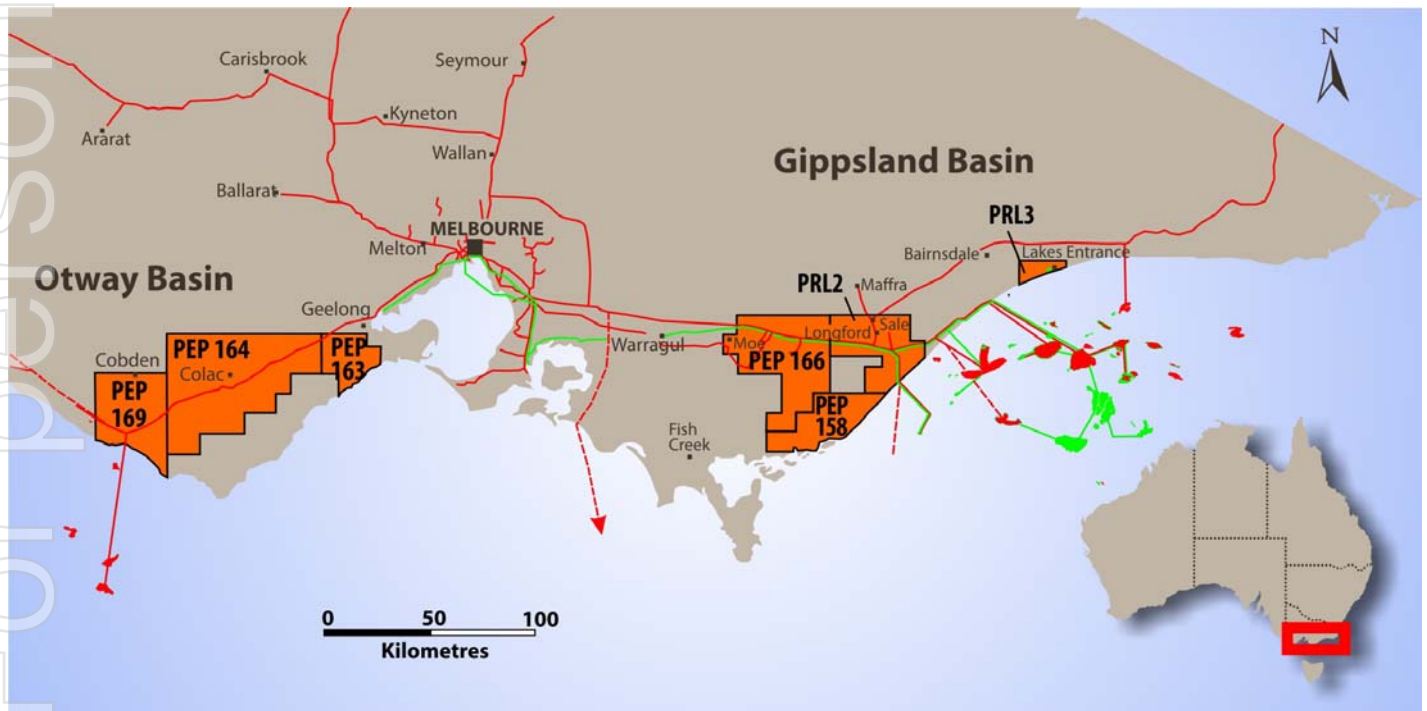 Carisbrook
Seymour
N
Kyneton
Ararat
Wallan
Gippsland Basin
Ballarat
PRL3
MELBOURNE
Melton
Bairnsdale
Lakes Entrance
Otway Basin
PRL2
Maffra
Geelong
Sale
Longford
Warragul
Moe
PEP 164
PEP
163
Cobden
Colac
PEP 166
PEP
169
PEP
158
Fish
Creek
0 50 100
Kilometres
For person